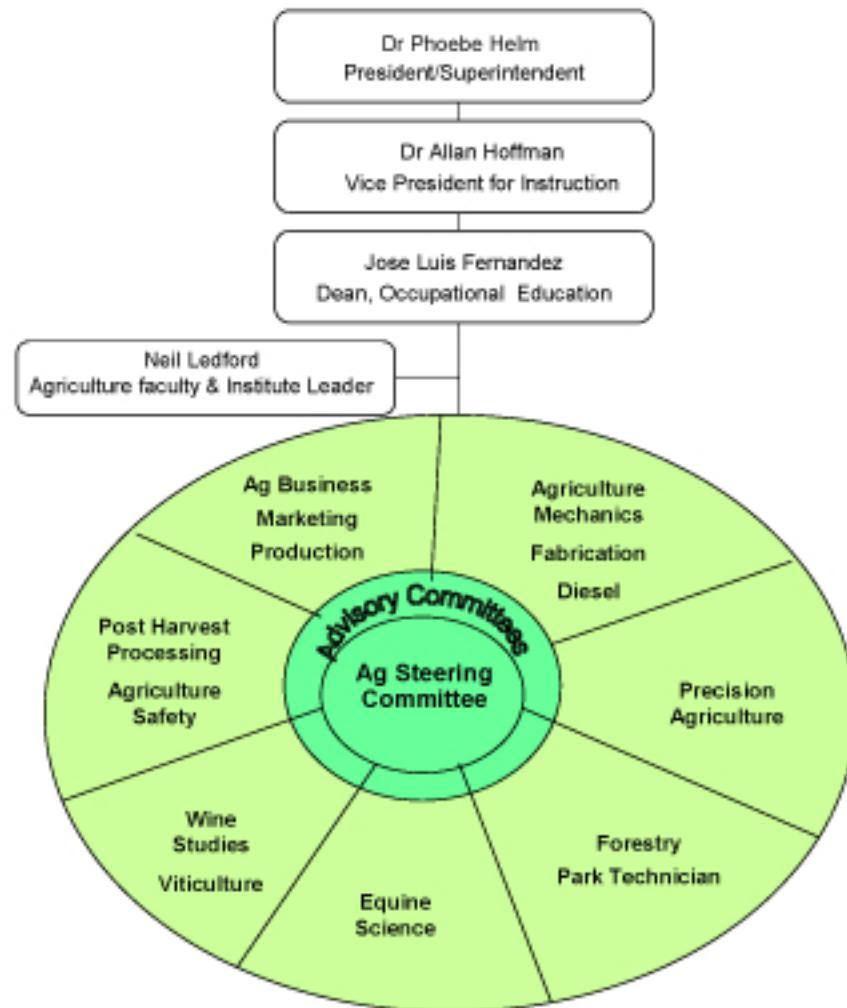 Dr Phoebe Helm
President/Superintendent
Dr Allan Hoffman
Vice President for Instruction
Jose Luis Fernandez
Dean, Occupational Education
Neil Ledford
Agriculture faculty & Institute Leader
Ag Business
Marketing
Production
Agriculture
Mechanics
Fabrication
Diesel
Post Harvest
Processing
Agriculture
Safety
Advisory Committees
Ag Steering
Committee
Precision
Agriculture
Wine
Studies
Viticulture
Equine
Science
Forestry
Park Technician